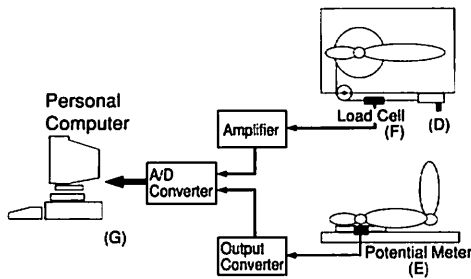 Personal
Computer
(G)
A/D
Converter
Amplifier
Output
Converter
Load Cell
(F)
(D)
Potential Meter
(E)